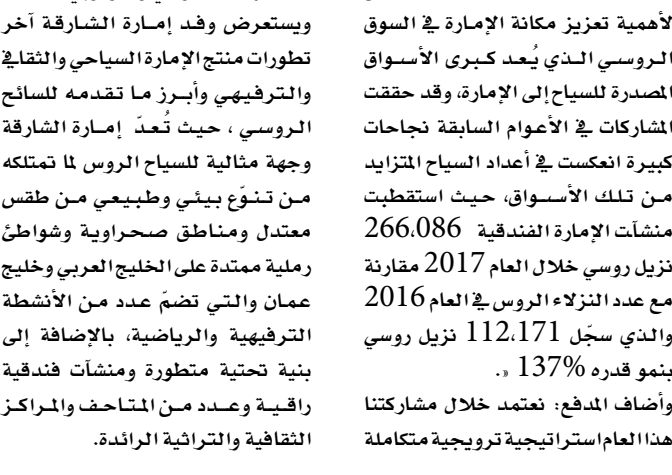 لأهمية تعزيز مكانة الإمارة في السوق
الروسي الذي يُعد كبرى الأسواق
المصدرة للسياح إلى الإمارة، وقد حققت
المشاركات في الأعوام السابقة نجاحات
كبيرة انعكست في أعداد السياح المتزايد
من تلك الأسواق، حيث استقطبت
منشآت الإمارة الفندقية 266،086
نزيل روسي خلال العام 2017 مقارنة
مع عدد النزلاء الروس في العام 2016
والذي سجّل 112،171 نزيل روسي
بنمو قدره 137% «.
وأضاف المدفع: نعتمد خلال مشاركتنا
هذا العام استراتيجية ترويجية متكاملة
ويستعرض وفد إمارة الشارقة آخر
تطورات منتج الإمارة السياحي والثقافي
والترفيهي وأبرز ما تقدمه للسائح
الروسي ، حيث تُعدّ إمارة الشارقة
وجهة مثالية للسياح الروس لما تمتلكه
من تنوّع بيئي وطبيعي من طقس
معتدل ومناطق صحراوية وشواطئ
رملية ممتدة على الخليج العربي وخليج
عمان والتي تضمّ عدد من الأنشطة
الترفيهية والرياضية، بالإضافة إلى
بنية تحتية متطورة ومنشآت فندقية
راقية وعدد من المتاحف والمراكز
الثقافية والتراثية الرائدة.